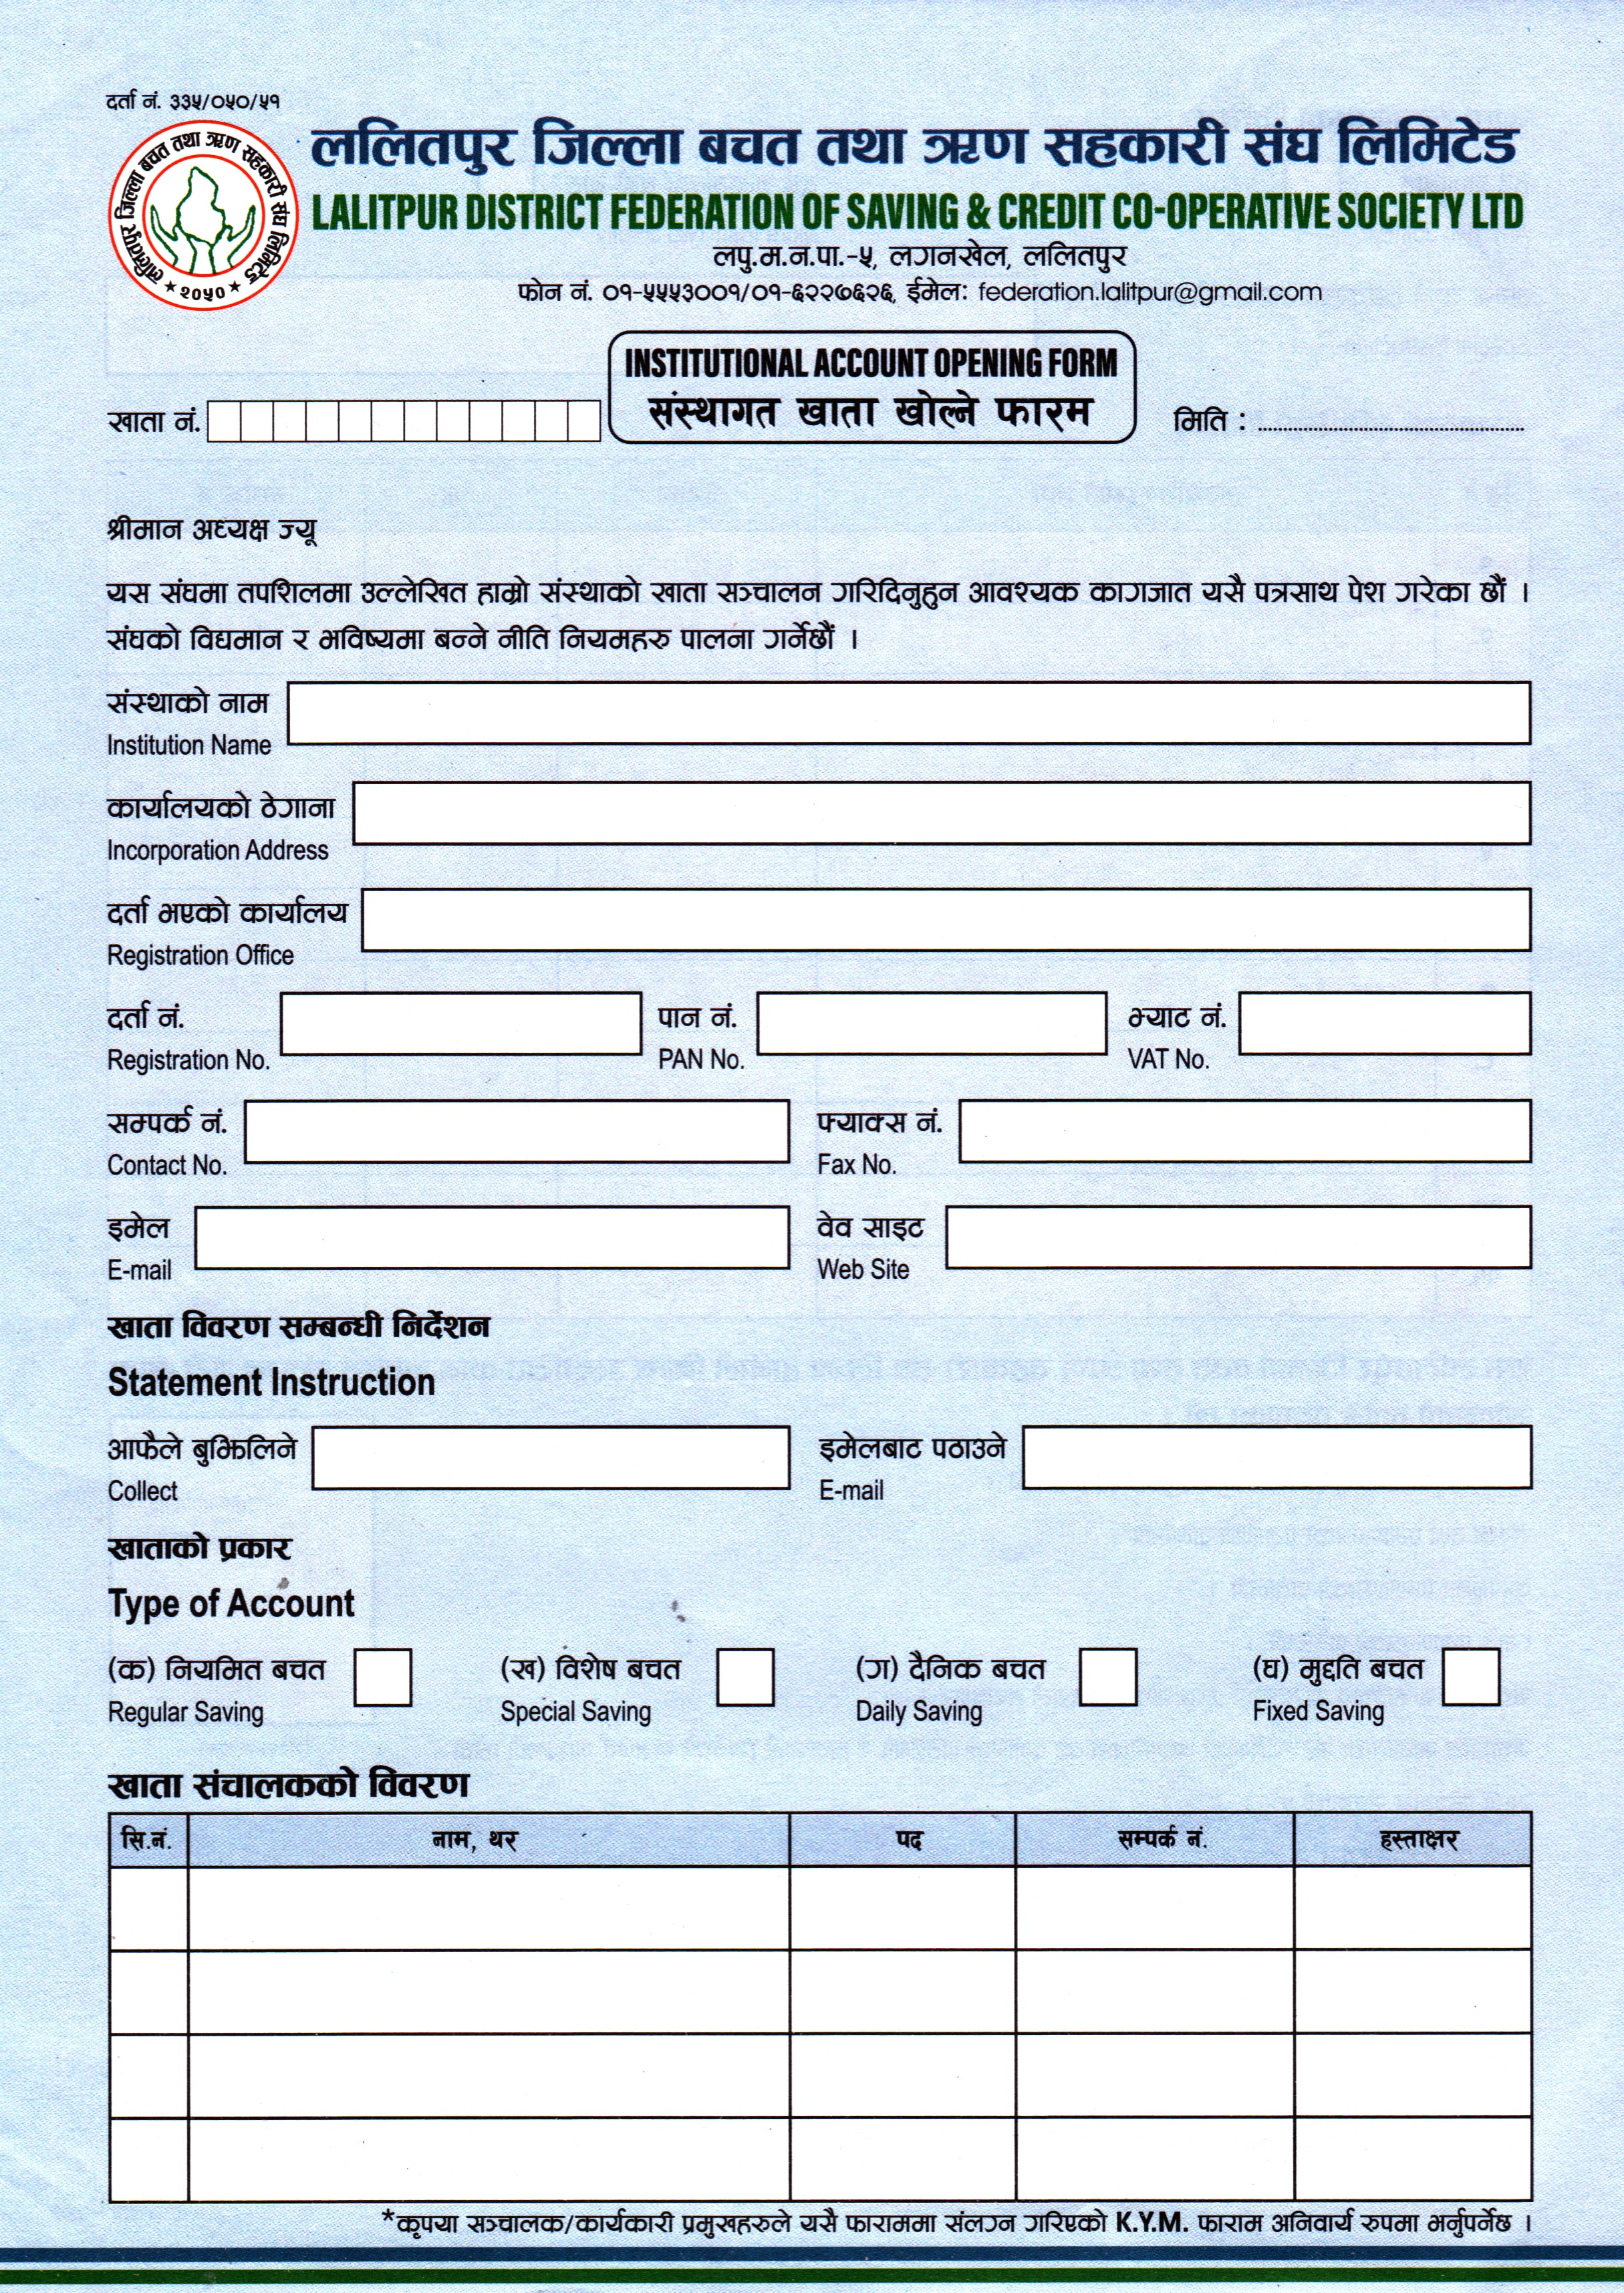 दर्ता नं. ३३५/०५०/५१
ललितपुर जिल्ला बचत तथा ऋण सहकारी संघ लिमिटेड
२०५०
ललितपुर जिल्ला बचत तथा ऋण सहकारी संघ लिमिटेड
LALITPUR DISTRICT FEDERATION OF SAVING & CREDIT CO-OPERATIVE SOCIETY LTD
लपु.म.न.पा.-५, लगनखेल, ललितपुर
फोन नं. ०१-५५५३००१/०१-६२२७६२६, ईमेल: federation.lalitpur@gmail.com
INSTITUTIONAL ACCOUNT OPENING FORM
संस्थागत खाता खोल्ने फारम
खाता नं.
मिति :
श्रीमान अध्यक्ष ज्यू
यस संघमा तपशिलमा उल्लेखित हाम्रो संस्थाको खाता सञ्चालन गरिदिनुहुन आवश्यक कागजात यसै पत्रसाथ पेश गरेका छौं ।
संघको विद्यमान र भविष्यमा बन्ने नीति नियमहरु पालना गर्नेछौं ।
संस्थाको नाम
Institution Name
कार्यालयको ठेगाना
Incorporation Address
दर्ता भएको कार्यालय
Registration Office
दर्ता नं. पान नं. भ्याट नं.
Registration No. PAN No. VAT No.
सम्पर्क नं. फ्याक्स नं.
Contact No. Fax No.
इमेल वेव साइट
E-mail Web Site
खाता विवरण सम्बन्धी निर्देशन
Statement Instruction
आफैले बुझिलिने इमेलबाट पठाउने
Collect E-mail
खाताको प्रकार
Type of Account
(क) नियमित बचत (ख) विशेष बचत (ग) दैनिक बचत (घ) मुद्दति बचत
Regular Saving Special Saving Daily Saving Fixed Saving
खाता संचालकको विवरण
सि.नं. नाम, थर पद सम्पर्क नं. हस्ताक्षर
*कृपया सञ्चालक/कार्यकारी प्रमुखहरुले यसै फाराममा संलग्न गरिएको K.Y.M. फाराम अनिवार्य रुपमा भर्नुपर्नेछ ।